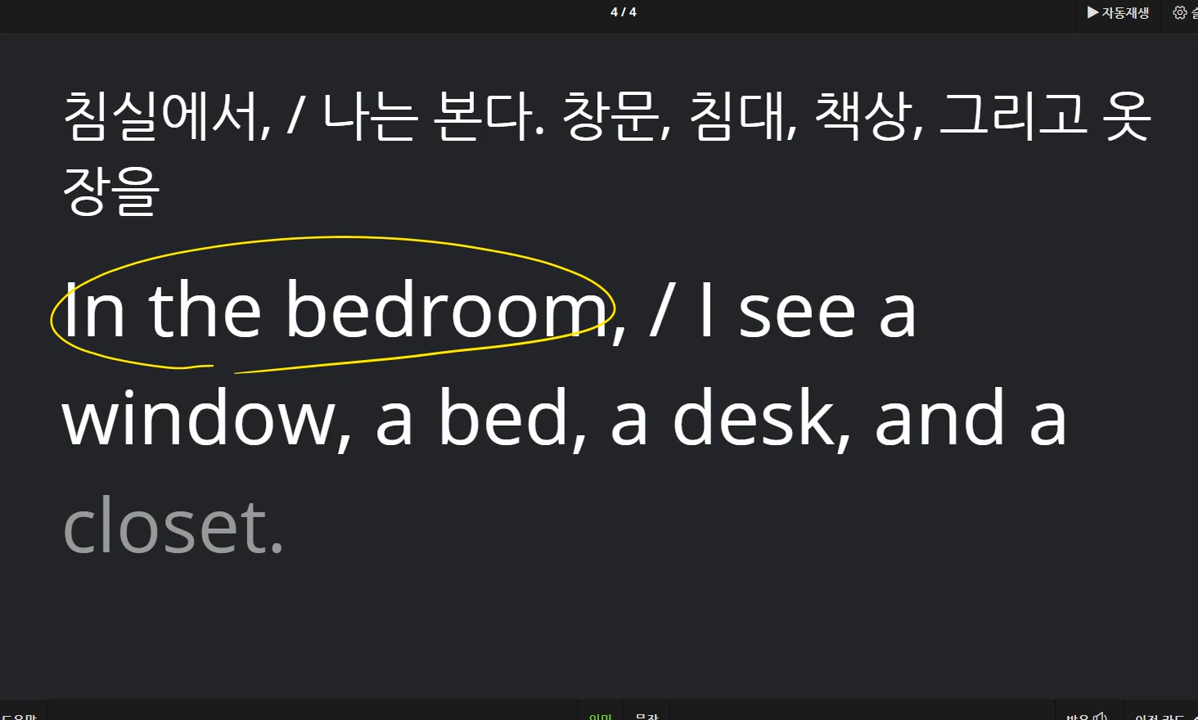 4 / 4
▶ 자동재생
침실에서, / 나는 본다. 창문, 침대, 책상, 그리고 옷
장을
In the bedroom, / I see a
window, a bed, a desk, and a
closet.